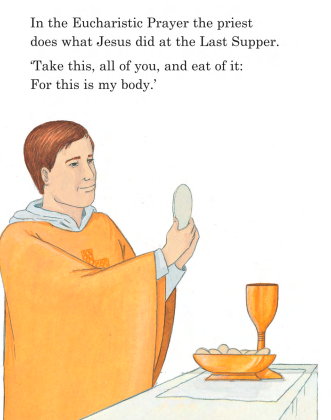 In the Eucharistic Prayer the priest
does what Jesus did at the Last Supper.
‘Take this, all of you, and eat of it:
For this is my body.’